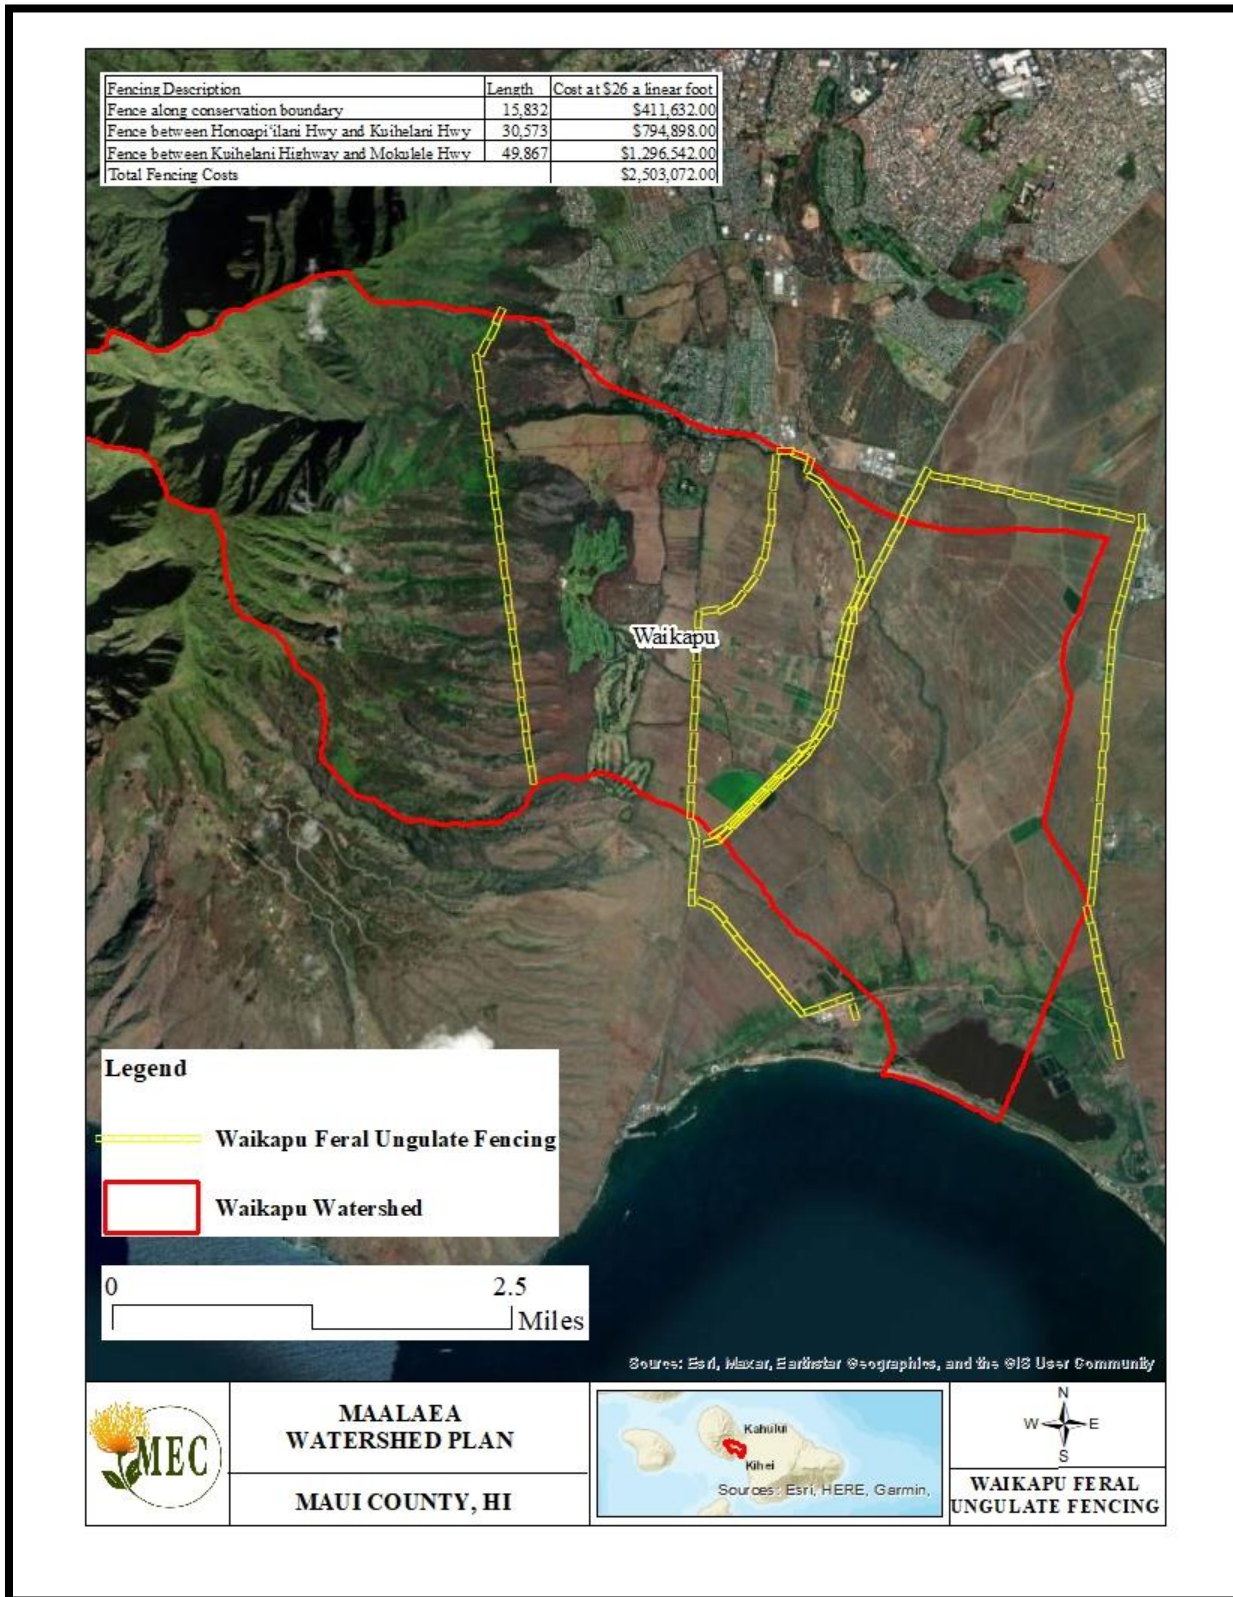 Fencing Description Length Cost at $26 a linear foot
Fence along conservation boundary 15,832 $411,632.00
Fence between Honoapiʻilani Hwy and Kuihelani Hwy 30,573 $794,898.00
Fence between Kuihelani Highway and Mokulele Hwy 49,867 $1,296,542.00
Total Fencing Costs $2,503,072.00
Waikapu
Legend
Waikapu Feral Ungulate Fencing
Waikapu Watershed
0 2.5
Miles
Source: Esri, Maxar, Earthstar Geographics, and the GIS User Community
MEC
MAALAEA
WATERSHED PLAN
MAUI COUNTY, HI
Kahului
Kihei
Sources: Esri, HERE, Garmin,
N
W E
S
WAIKAPU FERAL
UNGULATE FENCING